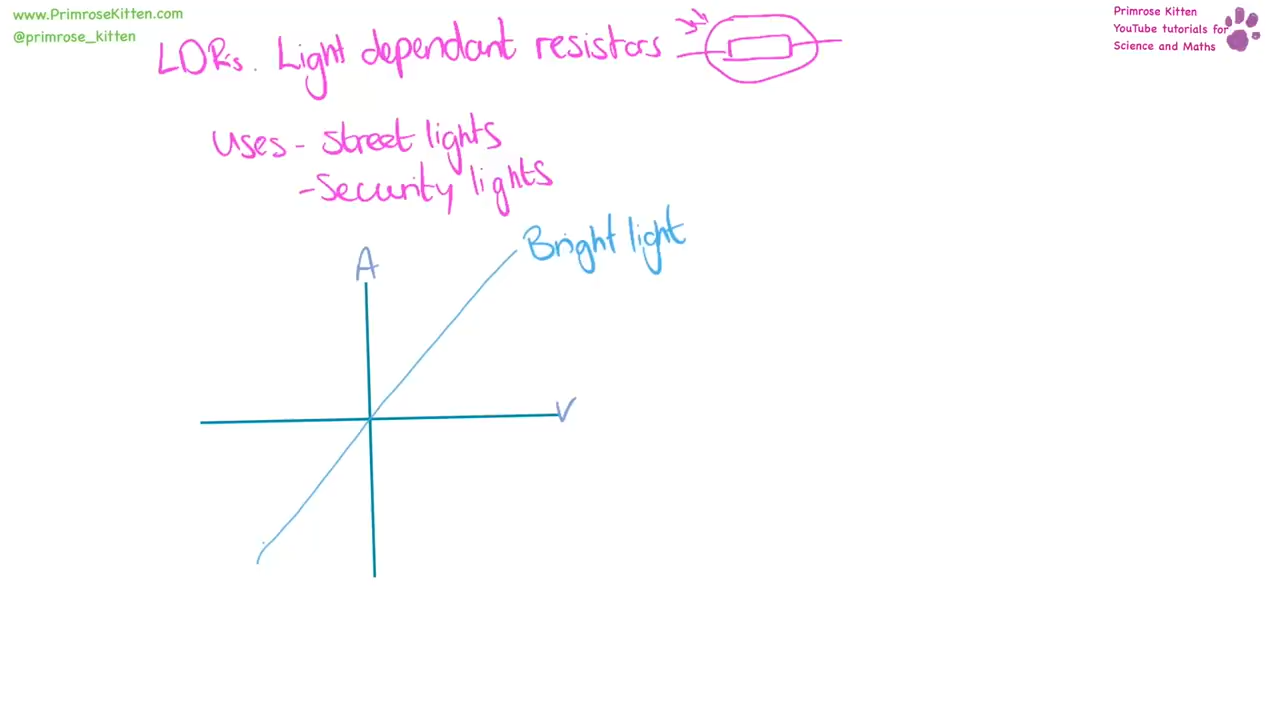 www.PrimroseKitten.com
@primrose_kitten
Primrose Kitten
YouTube tutorials for
Science and Maths
LDR's. Light dependant resistors
Uses - street lights
- Security lights
Bright light
A
V